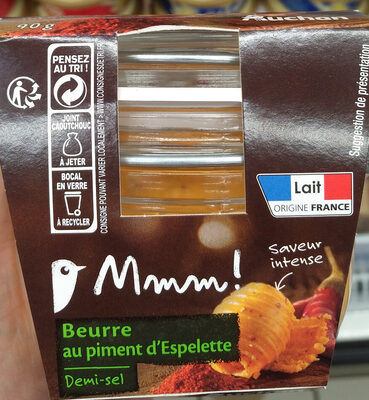 Auchan
90g
PENSEZ
AU TRI !
JOINT
CAOUTCHOUC
À JETER
BOCAL
EN VERRE
À RECYCLER
CONSIGNE POUVANT VARIER LOCALEMENT > WWW.CONSIGNESDETRI.FR
Suggestion de présentation
Lait
ORIGINE FRANCE
Mmm!
Saveur
intense
Beurre
au piment d'Espelette
Demi-sel